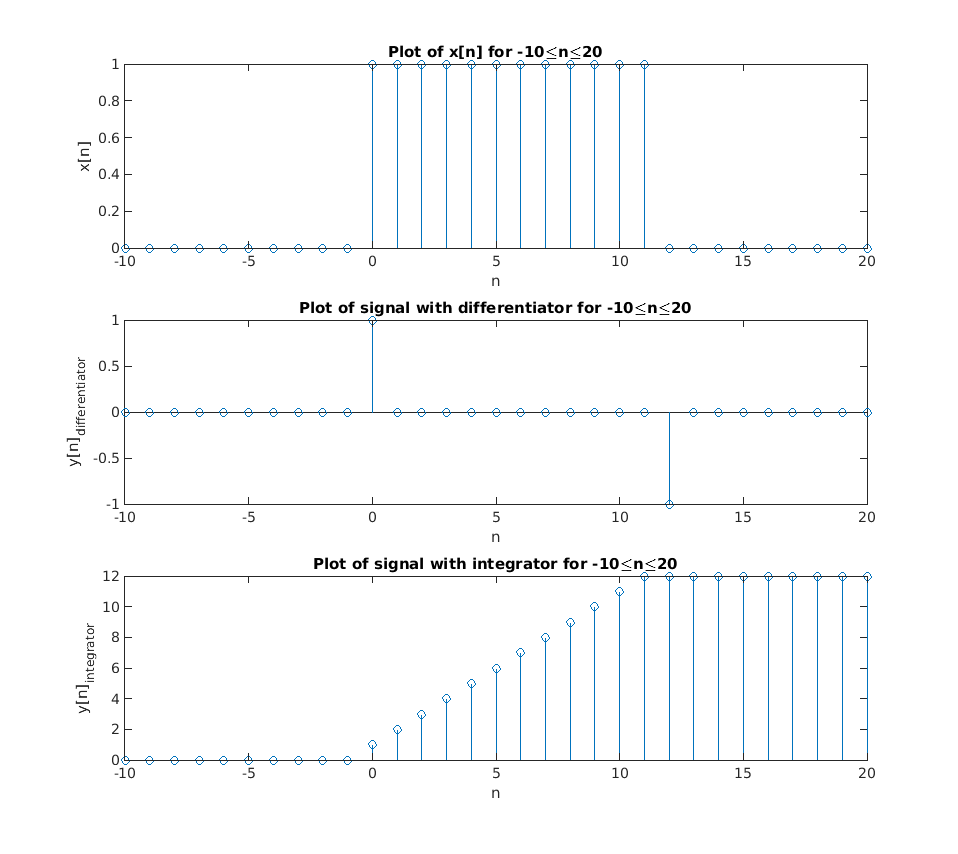 Plot of x[n] for -10≤n≤20
1
0.8
0.6
0.4
0.2
0
x[n]
-10 -5 0 5 10 15 20
n
Plot of signal with differentiator for -10≤n≤20
1
0.5
0
-0.5
-1
y[n]differentiator
-10 -5 0 5 10 15 20
n
Plot of signal with integrator for -10≤n≤20
12
10
8
6
4
2
0
y[n]integrator
-10 -5 0 5 10 15 20
n